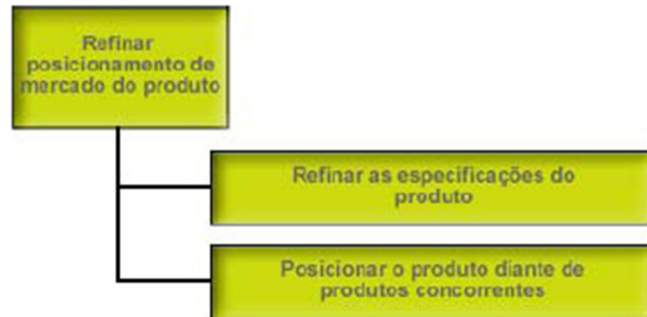 Refinar
posicionamento de
mercado do produto
Refinar as especificações do
produto
Posicionar o produto diante de
produtos concorrentes